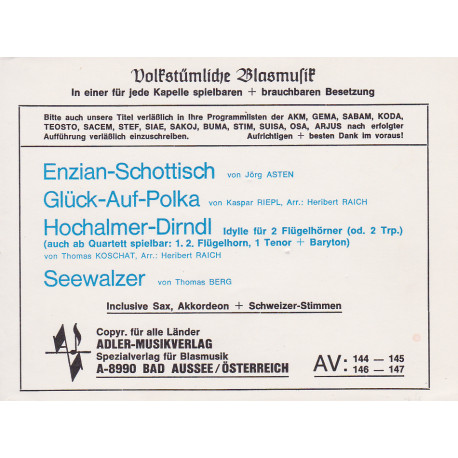 Volkstümliche Blasmusik
In einer für jede Kapelle spielbaren + brauchbaren Besetzung
Bitte auch unsere Titel verläßlich in Ihre Programmlisten der AKM, GEMA, SABAM, KODA,
TEOSTO, SACEM, STEF, SIAE, SAKOJ, BUMA, STIM, SUISA, OSA, ARJUS nach erfolgter
Aufführung verläßlich einzuschreiben. Aufrichtigen + besten Dank im voraus!
Enzian-Schottisch von Jörg ASTEN
Glück-Auf-Polka von Kaspar RIEPL, Arr.: Heribert RAICH
Hochalmer-Dirndl Idylle für 2 Flügelhörner (od. 2 Trp.)
(auch ab Quartett spielbar: 1. 2. Flügelhorn, 1 Tenor + Baryton)
von Thomas KOSCHAT, Arr.: Heribert RAICH
Seewalzer von Thomas BERG
Inclusive Sax, Akkordeon + Schweizer-Stimmen
Copyr. für alle Länder
ADLER-MUSIKVERLAG
Spezialverlag für Blasmusik
A-8990 BAD AUSSEE/ÖSTERREICH
AV: 144 — 145
146 — 147